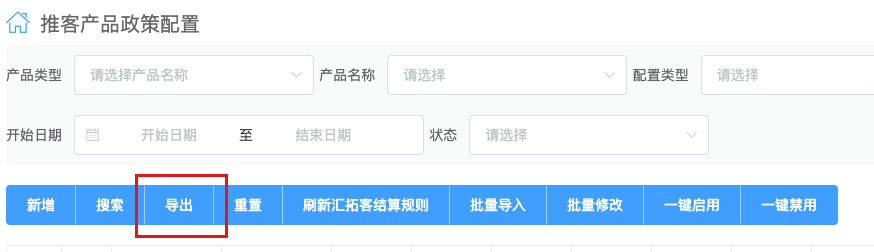 推客产品政策配置
产品类型 请选择产品名称 产品名称 请选择 配置类型 请选择
开始日期 开始日期 至 结束日期 状态 请选择
新增 搜索 导出 重置 刷新汇拓客结算规则 批量导入 批量修改 一键启用 一键禁用